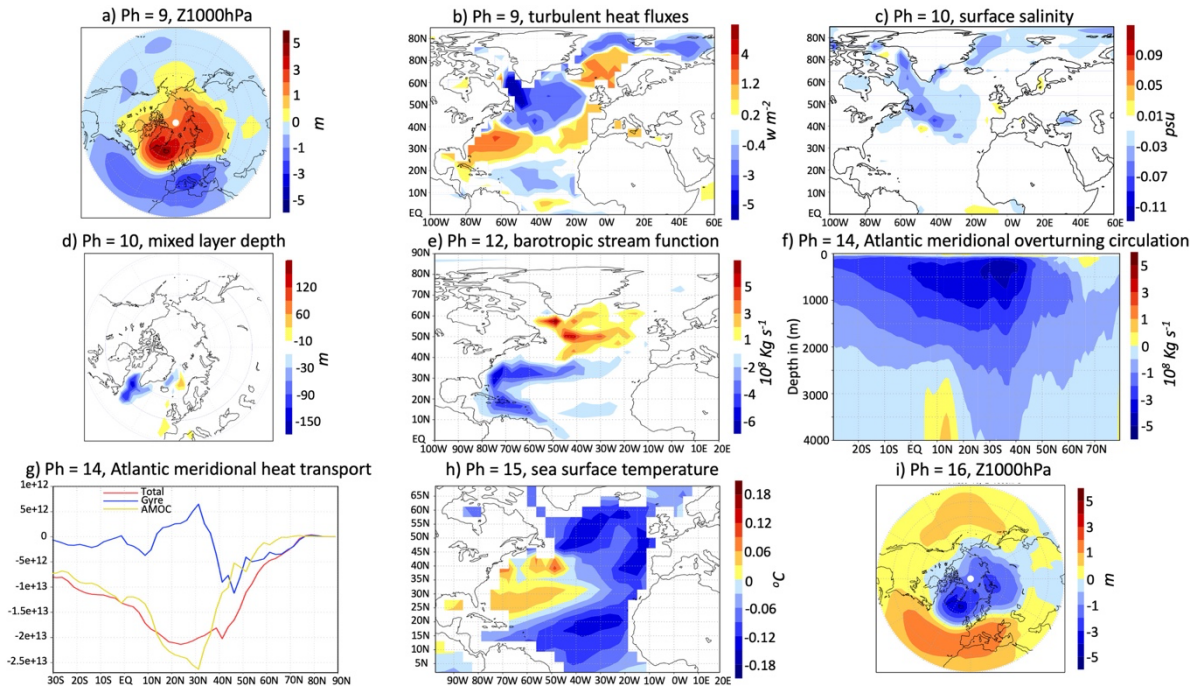 a) Ph = 9, Z1000hPa
5
3
1
0
-1
-3
-5
m
b) Ph = 9, turbulent heat fluxes
80N
80N
60N
50N
40N
30N
20N
10N
EQ
100W 80W 60W 40W 20W 0W 20E 40E 60E
4
1.2
0.2
-0.4
-3
-5
w m-2
c) Ph = 10, surface salinity
80N
80N
60N
50N
40N
30N
20N
10N
EQ
100W 80W 60W 40W 20W 0W 20E 40E 60E
0.09
0.05
0.01
-0.03
-0.07
-0.11
psu
d) Ph = 10, mixed layer depth
120
60
10
-10
-30
-90
-150
m
e) Ph = 12, barotropic stream function
90N
80N
70N
60N
50N
40N
30N
20N
10N
EQ
100W 90W 80W 70W 60W 50W 40W 30W 20W 10W 0W 10E 20E
5
3
1
-2
-4
-6
10⁸ Kg s-1
f) Ph = 14, Atlantic meridional overturning circulation
0
1000
2000
3000
4000
Depth in (m)
20S 10S EQ 10N 20N 30N 40N 50N 60N 70N
5
3
1
0
-1
-3
-5
10⁸ Kg s-1
g) Ph = 14, Atlantic meridional heat transport
Total
Gyre
AMOC
1e+12
5e+12
0
-5e+12
-1e+13
-1.5e+13
-2e+13
-2.5e+13
30S 20S 10S EQ 10N 20N 30N 40N 50N 60N 70N 80N 90N
h) Ph = 15, sea surface temperature
65N
60N
55N
50N
45N
40N
35N
30N
25N
20N
15N
10N
5N
100W 90W 80W 70W 60W 50W 40W 30W 20W 10W 0W 10E 20E
0.18
0.12
0.06
0
-0.06
-0.12
-0.18
°C
i) Ph = 16, Z1000hPa
5
3
1
0
-1
-3
-5
m